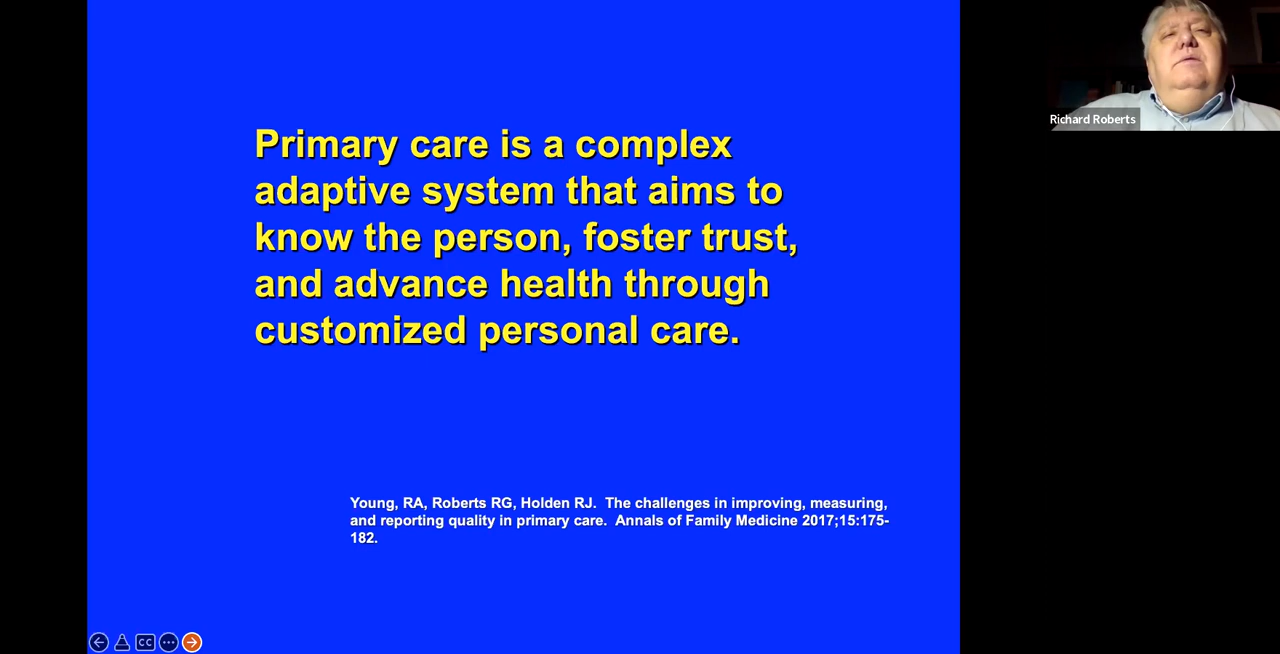 Primary care is a complex
adaptive system that aims to
know the person, foster trust,
and advance health through
customized personal care.
Young, RA, Roberts RG, Holden RJ.  The challenges in improving, measuring,
and reporting quality in primary care.  Annals of Family Medicine 2017;15:175-
182.
Richard Roberts
CC